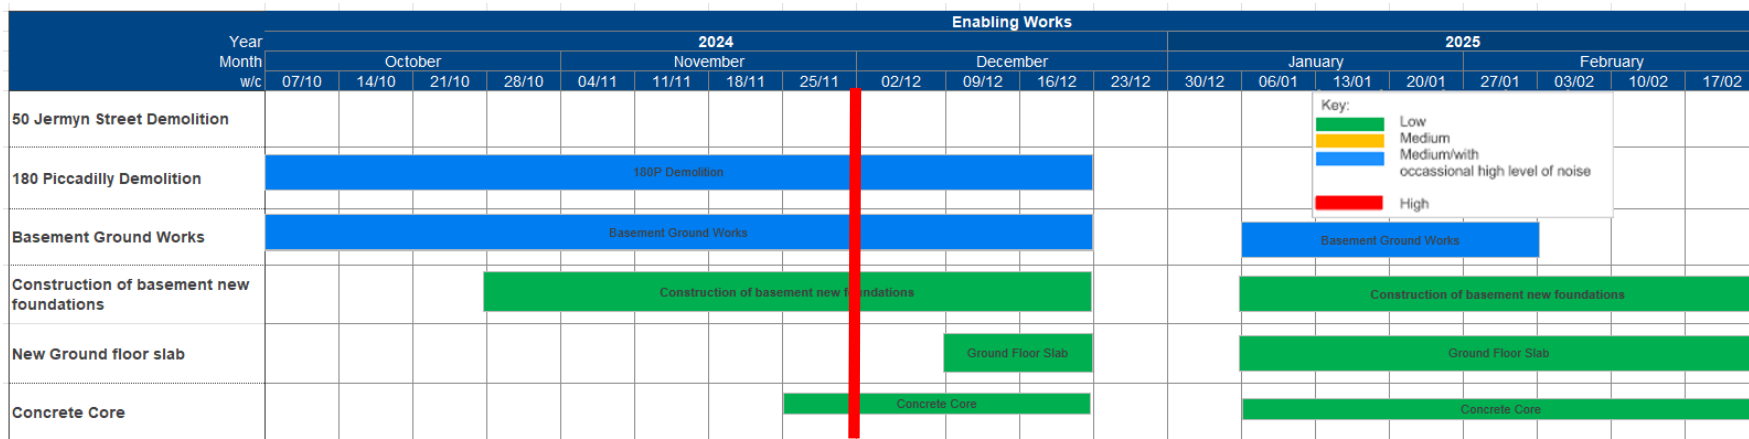 Enabling Works
Year 2024 2025
Month October November December January February
w/c 07/10 14/10 21/10 28/10 04/11 11/11 18/11 25/11 02/12 09/12 16/12 23/12 30/12 06/01 13/01 20/01 27/01 03/02 10/02 17/02
Key:
Low
Medium
Medium/with
occassional high level of noise
High
50 Jermyn Street Demolition
180 Piccadilly Demolition 180P Demolition
Basement Ground Works Basement Ground Works Basement Ground Works
Construction of basement new
foundations
Construction of basement new foundations Construction of basement new foundations
New Ground floor slab Ground Floor Slab Ground Floor Slab
Concrete Core Concrete Core Concrete Core